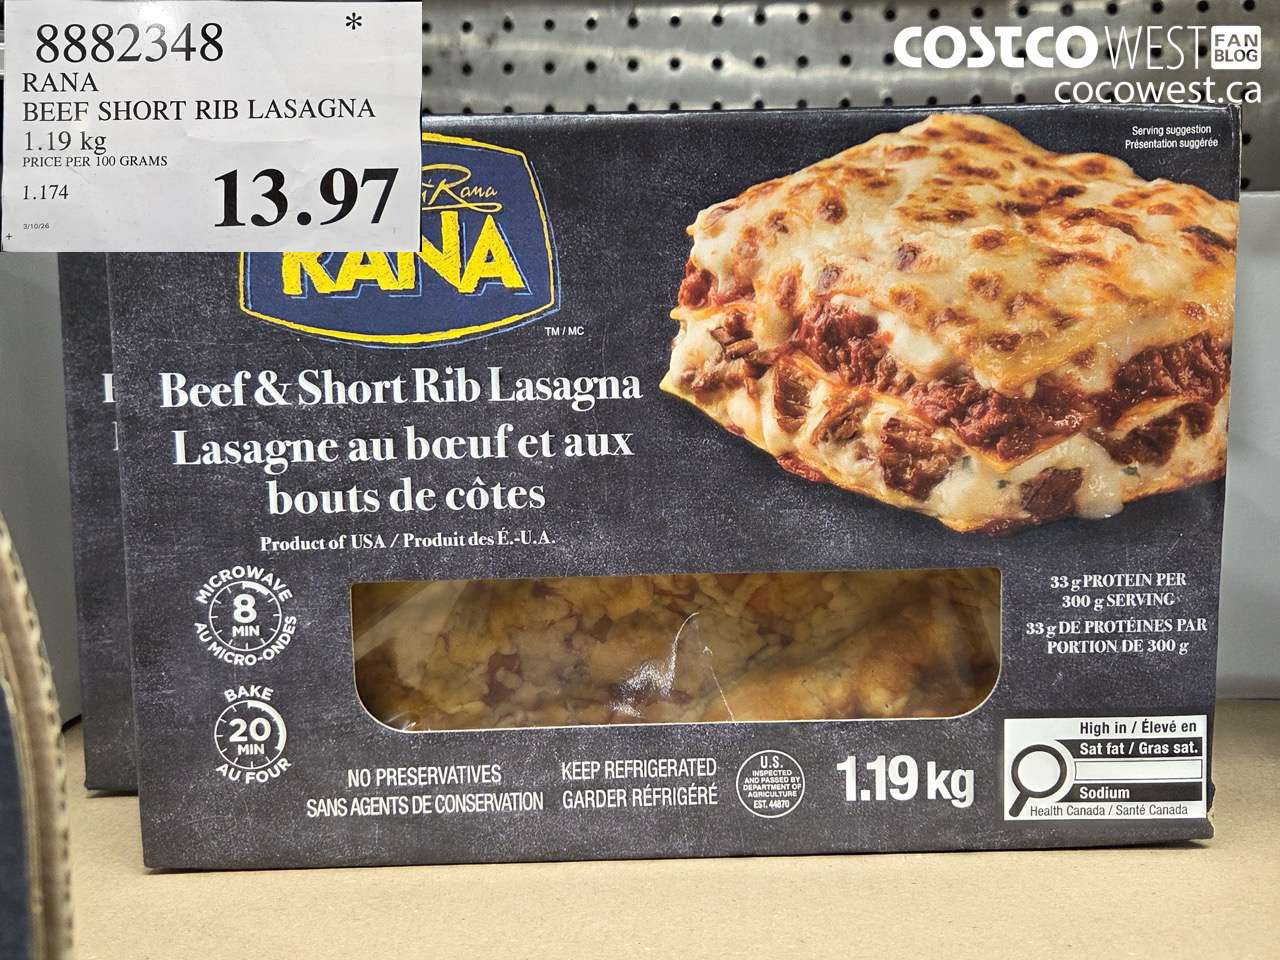 8882348 *
RANA
BEEF SHORT RIB LASAGNA
1.19 kg
PRICE PER 100 GRAMS
1.174
13.97
3/10/26
COSTCO WEST FAN BLOG
cocowest.ca
Serving suggestion
Présentation suggérée
Rana
RANA
TM / MC
Beef & Short Rib Lasagna
Lasagne au bœuf et aux
bouts de côtes
Product of USA / Produit des É.-U.A.
MICROWAVE
8
MIN
AU MICRO-ONDES
BAKE
20
MIN
AU FOUR
33 g PROTEIN PER
300 g SERVING
33 g DE PROTÉINES PAR
PORTION DE 300 g
NO PRESERVATIVES
SANS AGENTS DE CONSERVATION
KEEP REFRIGERATED
GARDER RÉFRIGÉRÉ
U.S.
INSPECTED
AND PASSED BY
DEPARTMENT OF
AGRICULTURE
EST. 44870
1.19 kg
High in / Élevé en
Sat fat / Gras sat.
Sodium
Health Canada / Santé Canada